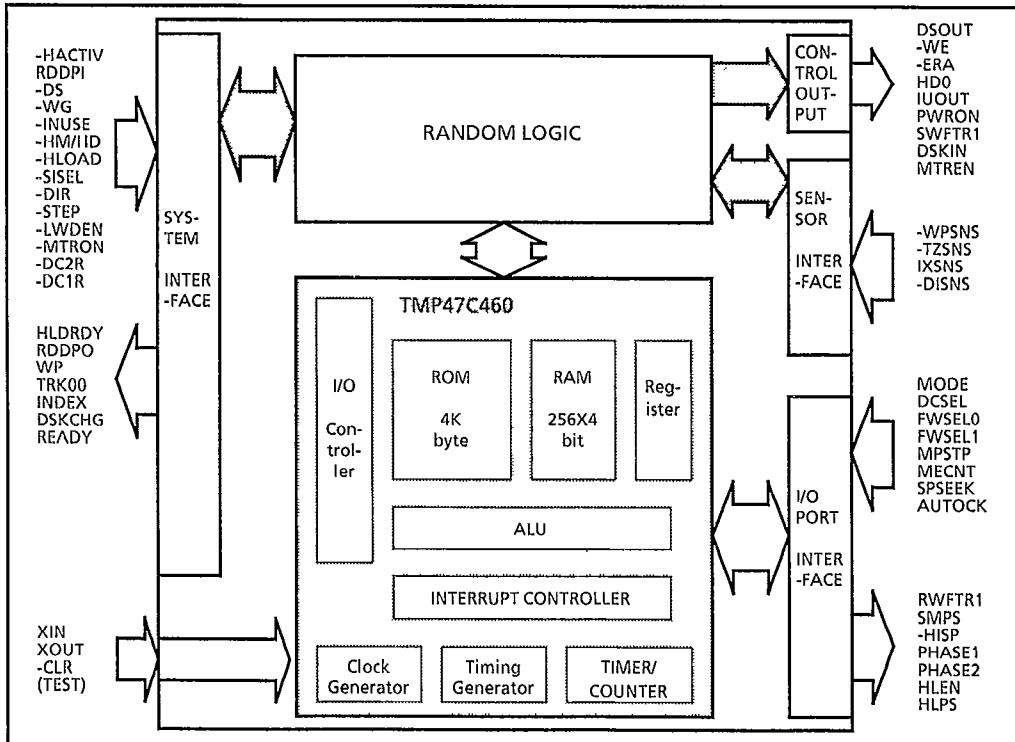 -HACTIV
RDDPI
-DS
-WG
-INUSE
-HM/HD
-HLOAD
-SISEL
-DIR
-STEP
-LWDEN
-MTRON
-DC2R
-DC1R
HLDRDY
RDDPO
WP
TRK00
INDEX
DSKCHG
READY
XIN
XOUT
-CLR
(TEST)
SYS-
TEM
INTER
-FACE
RANDOM LOGIC
TMP47C460
I/O
Con-
trol-
ler
ROM
4K
byte
RAM
256X4
bit
Reg-
ister
ALU
INTERRUPT CONTROLLER
Clock
Generator
Timing
Generator
TIMER/
COUNTER
CON-
TROL
OUT-
PUT
SEN-
SOR
INTER
-FACE
I/O
PORT
INTER
-FACE
DSOUT
-WE
-ERA
HD0
IUOUT
PWRON
SWFTR1
DSKIN
MTREN
-WPSNS
-TZSNS
IXSNS
-DISNS
MODE
DCSEL
FWSEL0
FWSEL1
MPSTP
MECNT
SPSEEK
AUTOCK
RWFTR1
SMPS
-HISP
PHASE1
PHASE2
HLEN
HLPS